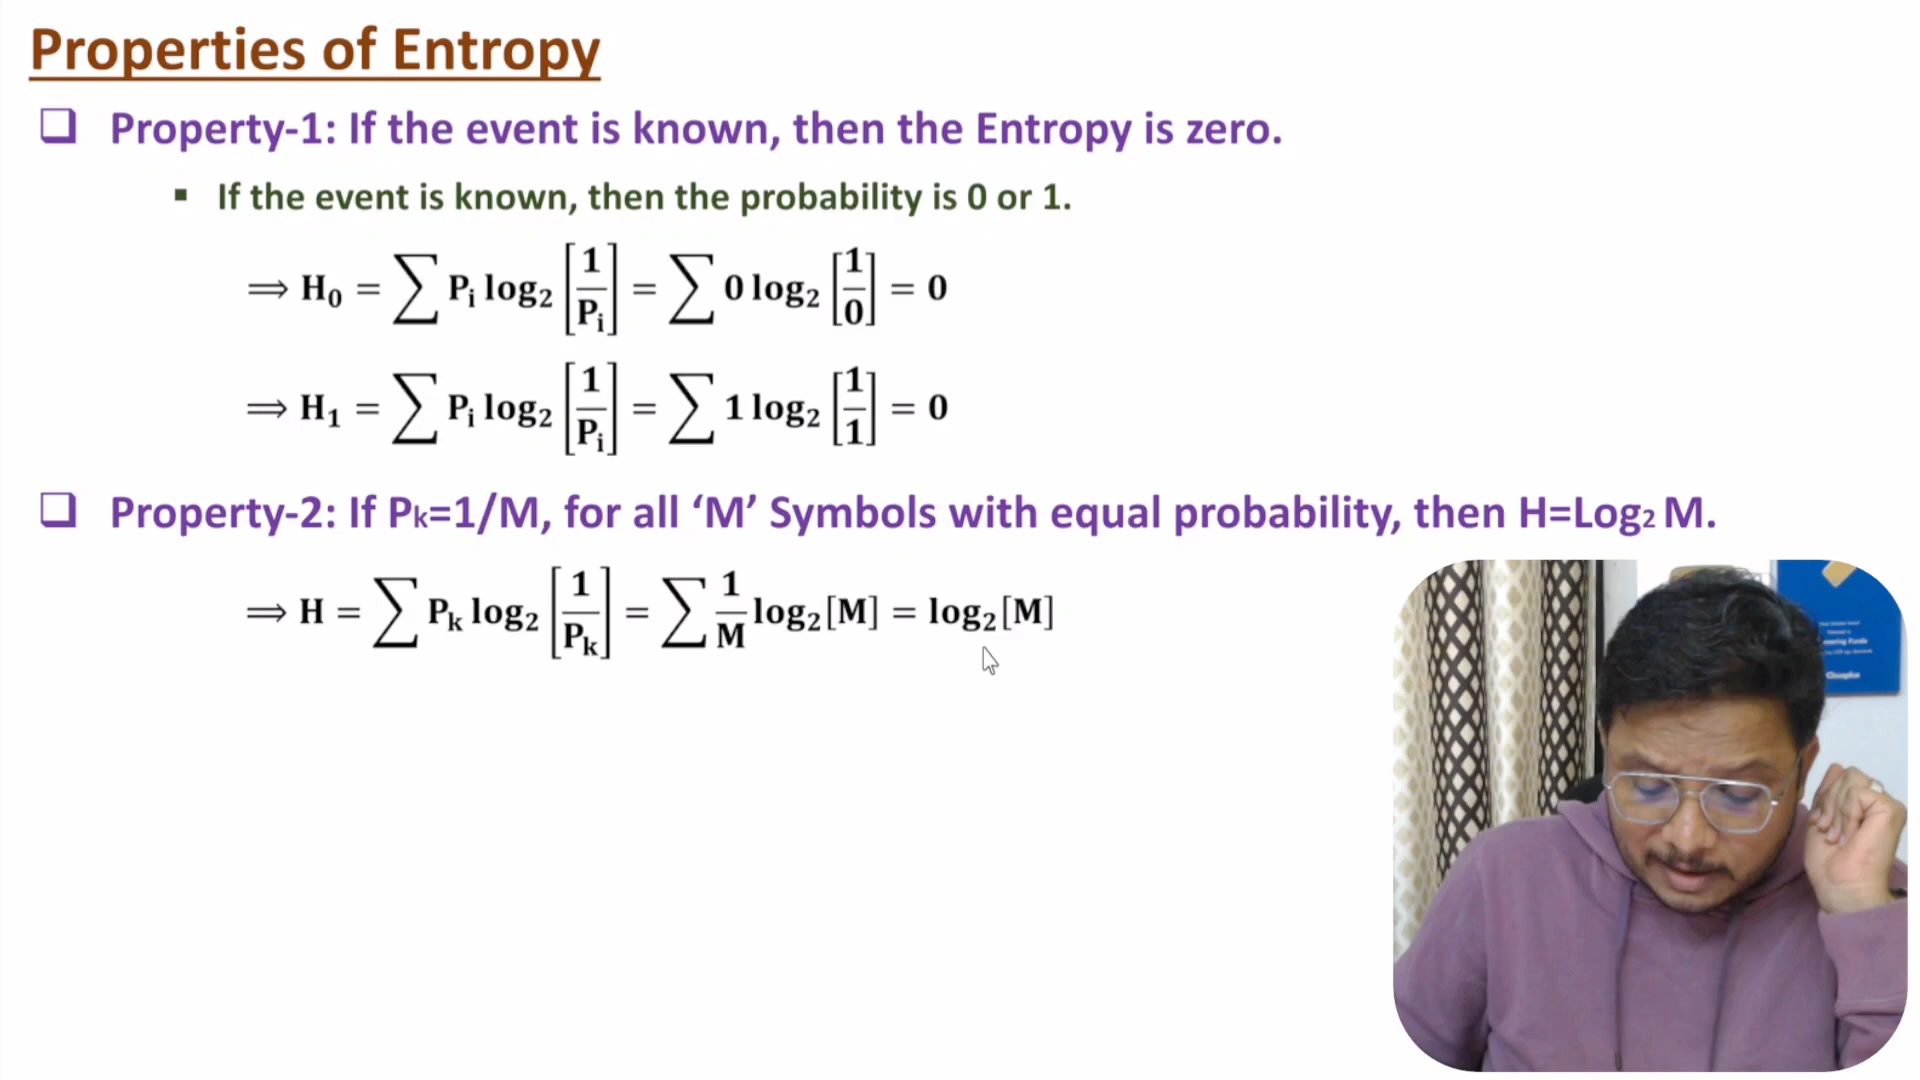 Properties of Entropy
❑ Property-1: If the event is known, then the Entropy is zero.
▪ If the event is known, then the probability is 0 or 1.
⟹ H₀ = ∑ Pᵢ log₂ [1/Pᵢ] = ∑ 0 log₂ [1/0] = 0
⟹ H₁ = ∑ Pᵢ log₂ [1/Pᵢ] = ∑ 1 log₂ [1/1] = 0
❑ Property-2: If Pₖ=1/M, for all ‘M’ Symbols with equal probability, then H=Log₂ M.
⟹ H = ∑ Pₖ log₂ [1/Pₖ] = ∑ 1/M log₂[M] = log₂[M]